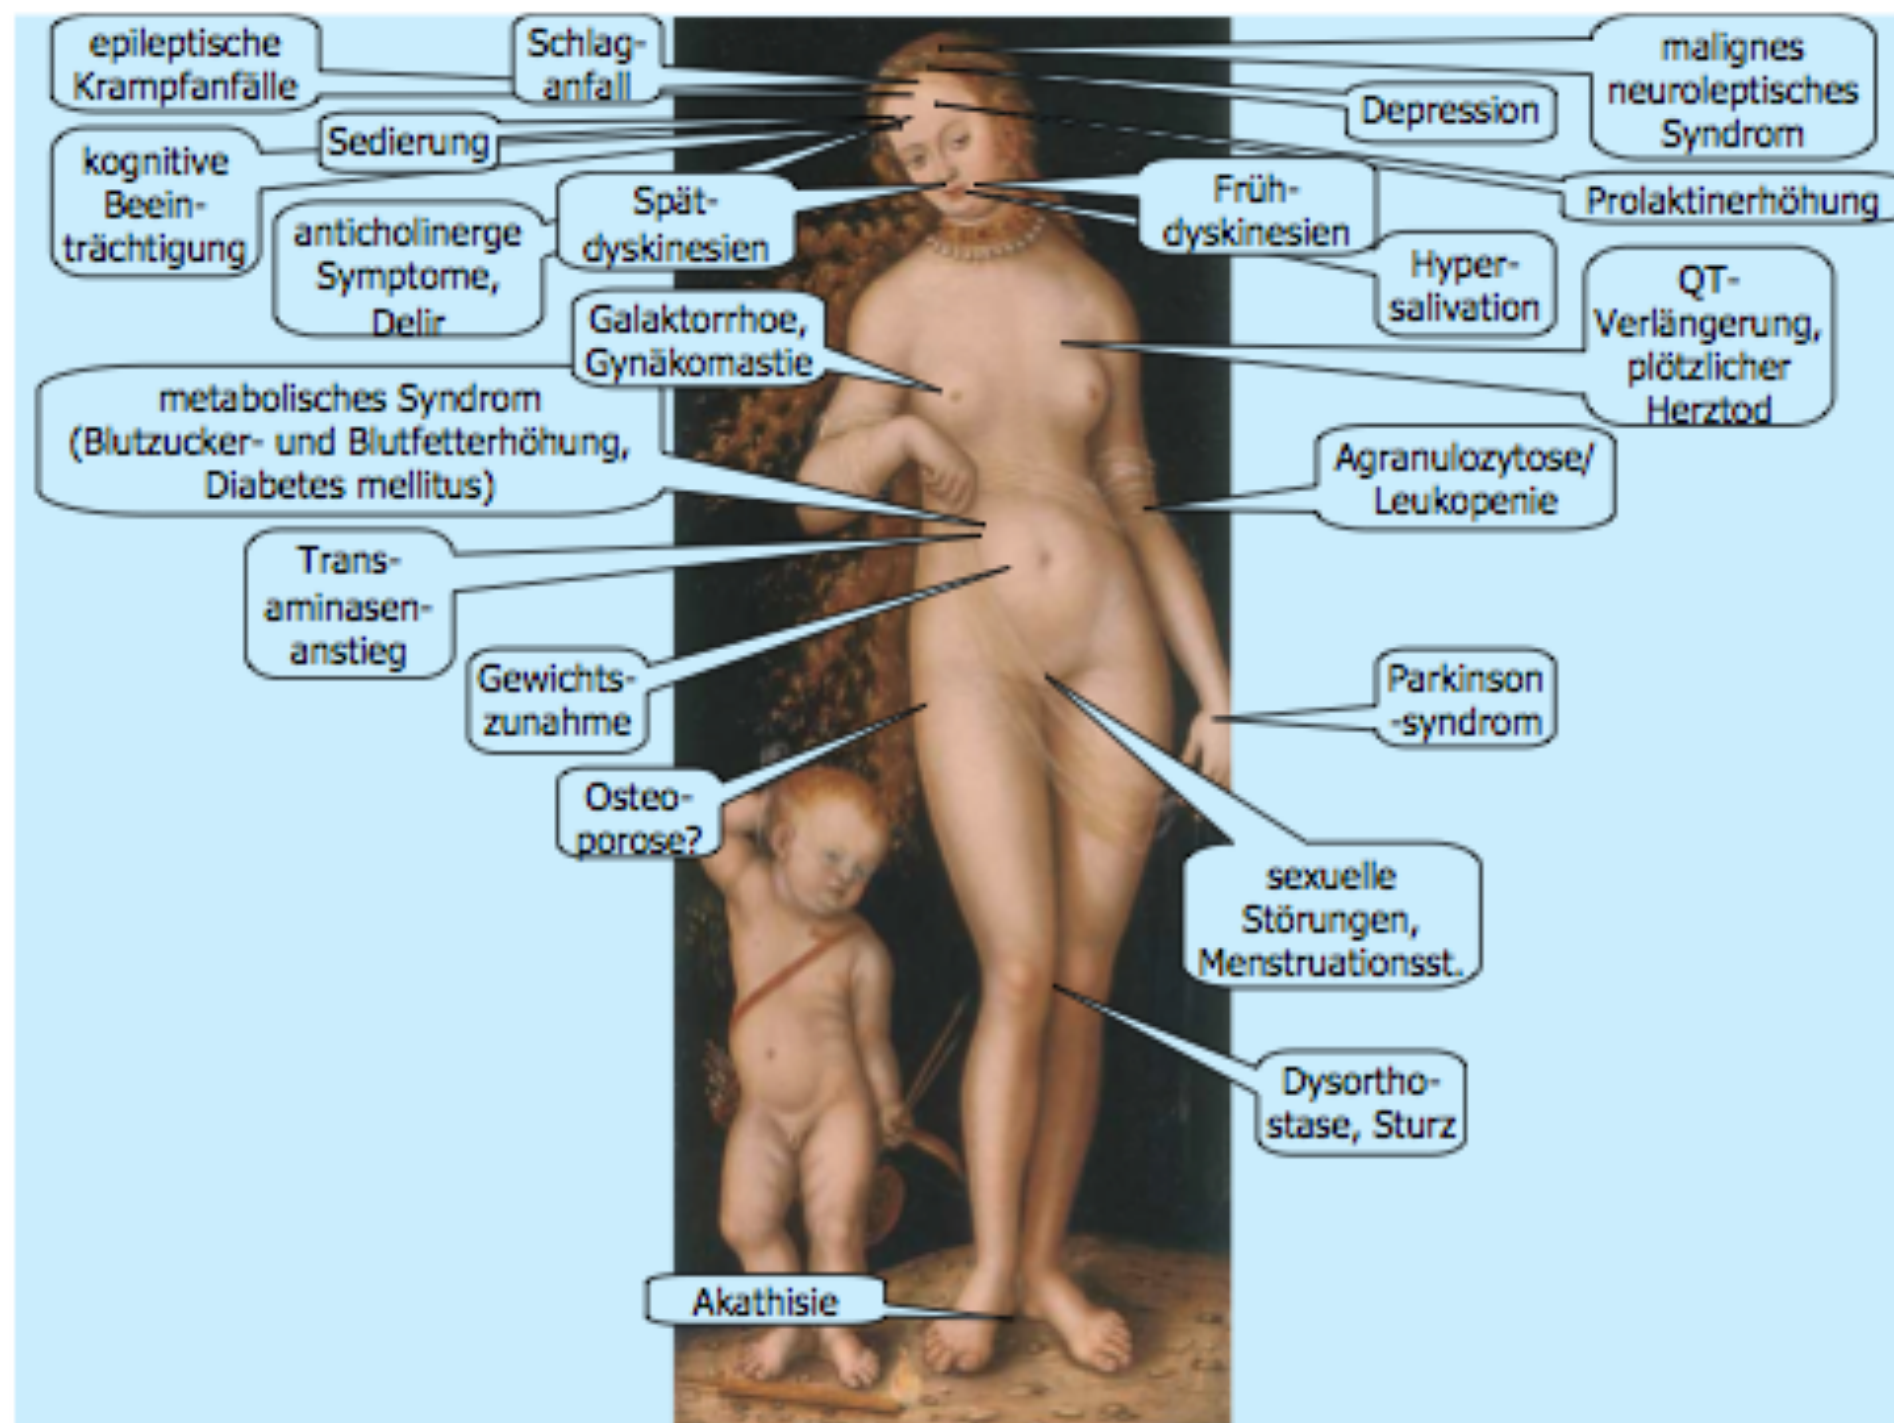 epileptische
Krampfanfälle
Schlag-
anfall
malignes
neuroleptisches
Syndrom
Depression
Sedierung
kognitive
Beein-
trächtigung
Spät-
dyskinesien
Früh-
dyskinesien
Prolaktinerhöhung
anticholinerge
Symptome,
Delir
Hyper-
salivation
QT-
Verlängerung,
plötzlicher
Herztod
Galaktorrhoe,
Gynäkomastie
metabolisches Syndrom
(Blutzucker- und Blutfetterhöhung,
Diabetes mellitus)
Agranulozytose/
Leukopenie
Trans-
aminasen-
anstieg
Gewichts-
zunahme
Parkinson
-syndrom
Osteo-
porose?
sexuelle
Störungen,
Menstruationsst.
Dysortho-
stase, Sturz
Akathisie